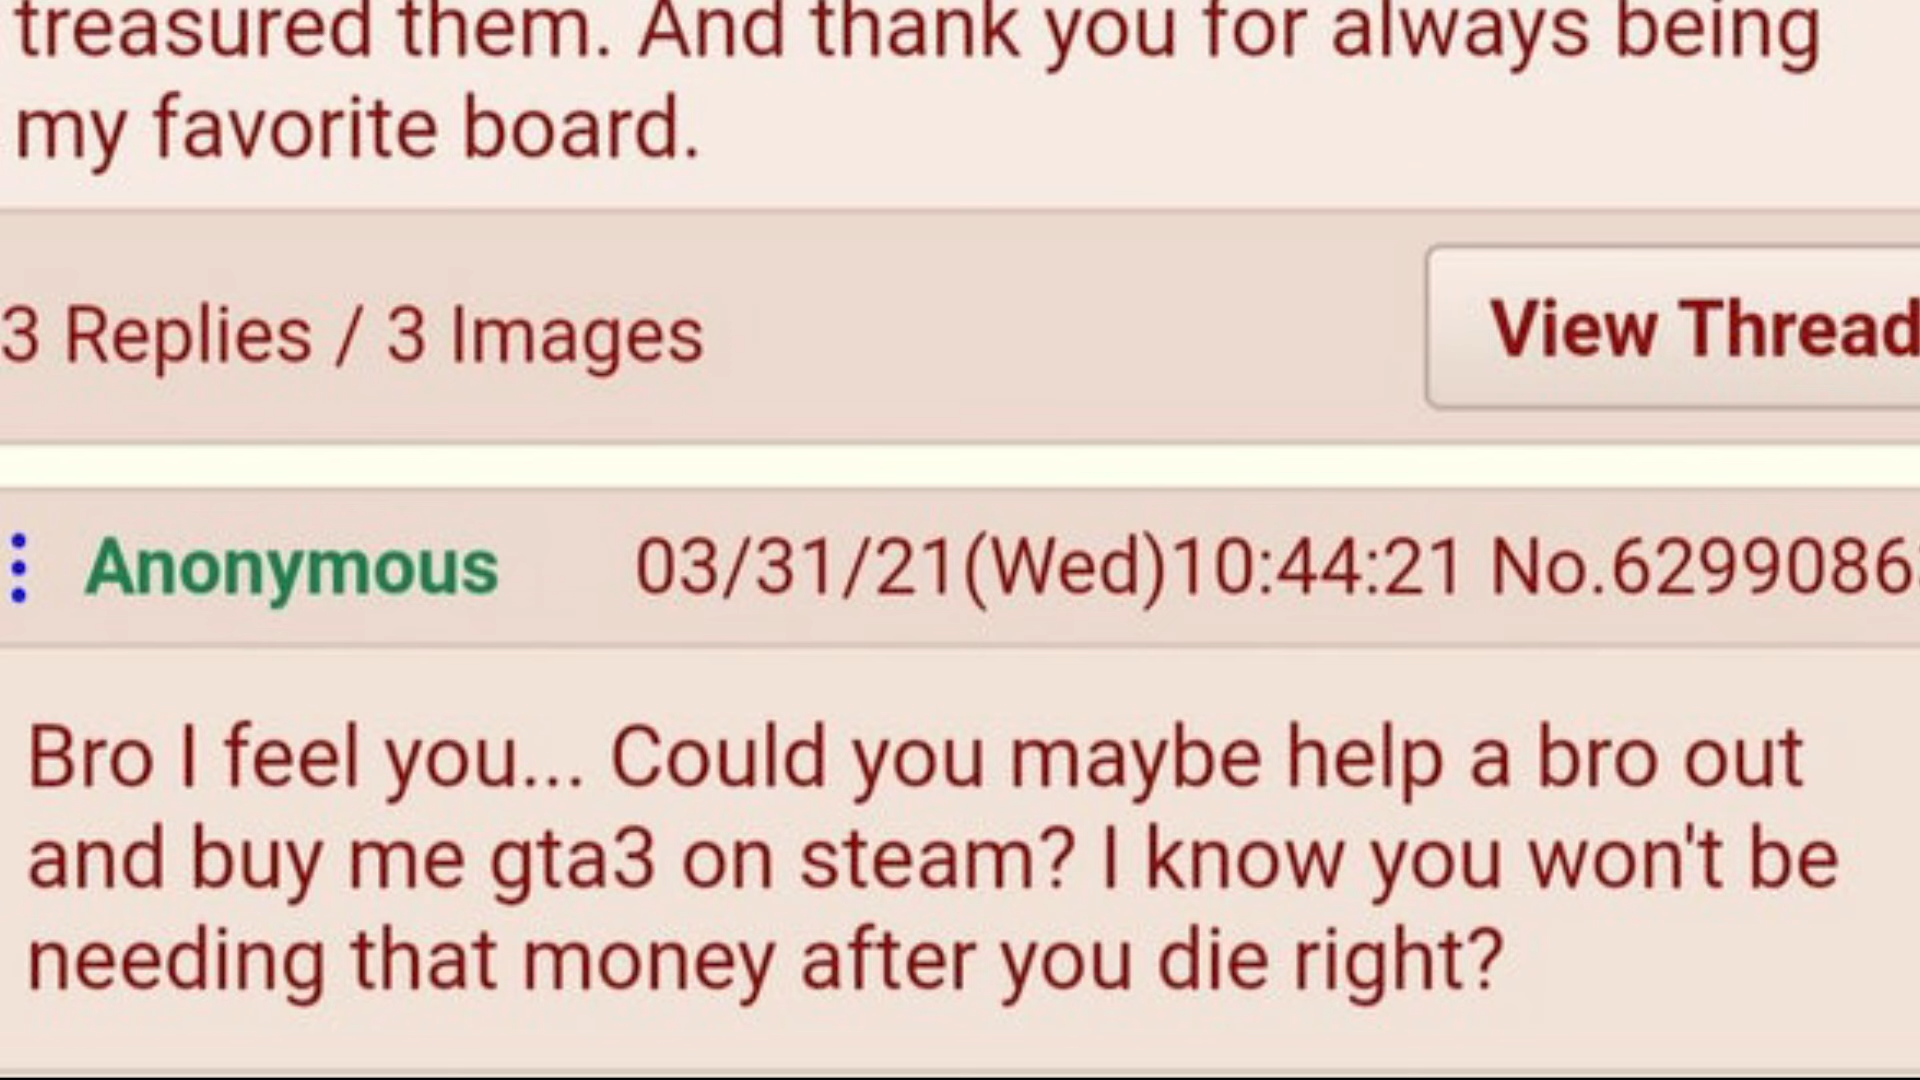 treasured them. And thank you for always being
my favorite board.
3 Replies / 3 Images
View Thread
Anonymous 03/31/21(Wed)10:44:21 No.6299086
Bro I feel you... Could you maybe help a bro out
and buy me gta3 on steam? I know you won't be
needing that money after you die right?